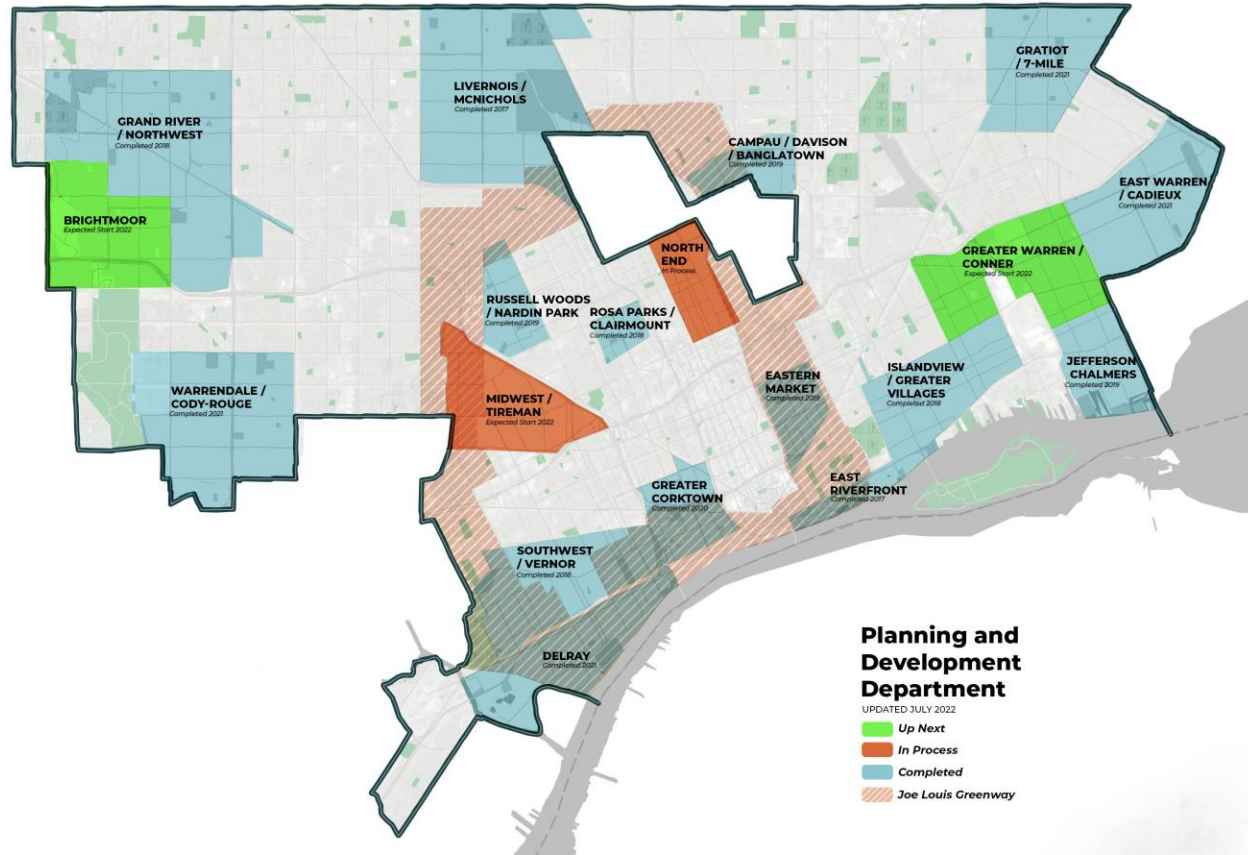 LIVERNOIS /
MCNICHOLS
Completed 2017
GRATIOT
/ 7-MILE
Completed 2021
GRAND RIVER
/ NORTHWEST
Completed 2018
CAMPAU / DAVISON
/ BANGLATOWN
Completed 2019
EAST WARREN
/ CADIEUX
Completed 2021
BRIGHTMOOR
Expected Start 2022
NORTH
END
In Process
GREATER WARREN /
CONNER
Expected Start 2022
RUSSELL WOODS
/ NARDIN PARK
Completed 2019
ROSA PARKS /
CLAIRMOUNT
Completed 2018
WARRENDALE /
CODY-ROUGE
Completed 2021
MIDWEST /
TIREMAN
Expected Start 2022
EASTERN
MARKET
Completed 2019
ISLANDVIEW
/ GREATER
VILLAGES
Completed 2018
JEFFERSON
CHALMERS
Completed 2019
GREATER
CORKTOWN
Completed 2020
EAST
RIVERFRONT
Completed 2017
SOUTHWEST
/ VERNOR
Completed 2018
DELRAY
Completed 2021
Planning and
Development
Department
UPDATED JULY 2022
Up Next
In Process
Completed
Joe Louis Greenway